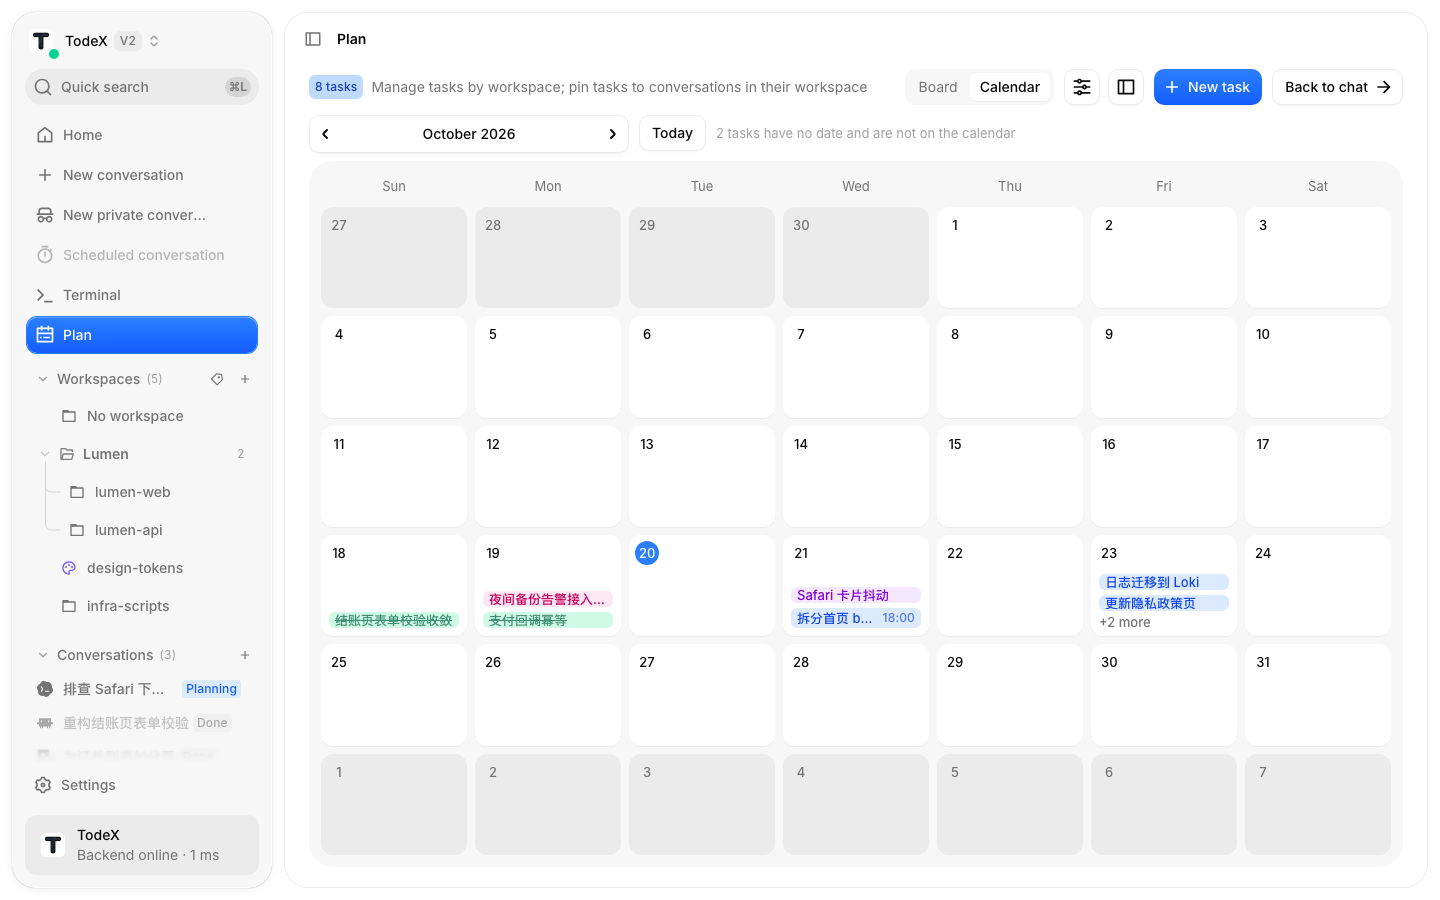 TodeX V2
Quick search ⌘L
Home
New conversation
New private conver...
Scheduled conversation
Terminal
Plan
Workspaces (5)
No workspace
Lumen 2
lumen-web
lumen-api
design-tokens
infra-scripts
Conversations (3)
排查 Safari 下... Planning
重构结账页表单校验 Done
Settings
TodeX
Backend online · 1 ms
Plan
8 tasks Manage tasks by workspace; pin tasks to conversations in their workspace
Board Calendar
New task
Back to chat
October 2026
Today
2 tasks have no date and are not on the calendar
Sun Mon Tue Wed Thu Fri Sat
27 28 29 30 1 2 3
4 5 6 7 8 9 10
11 12 13 14 15 16 17
18 19 20 21 22 23 24
结账页表单校验收敛
夜间备份告警接入...
支付回调幂等
Safari 卡片抖动
拆分首页 b... 18:00
日志迁移到 Loki
更新隐私政策页
+2 more
25 26 27 28 29 30 31
1 2 3 4 5 6 7